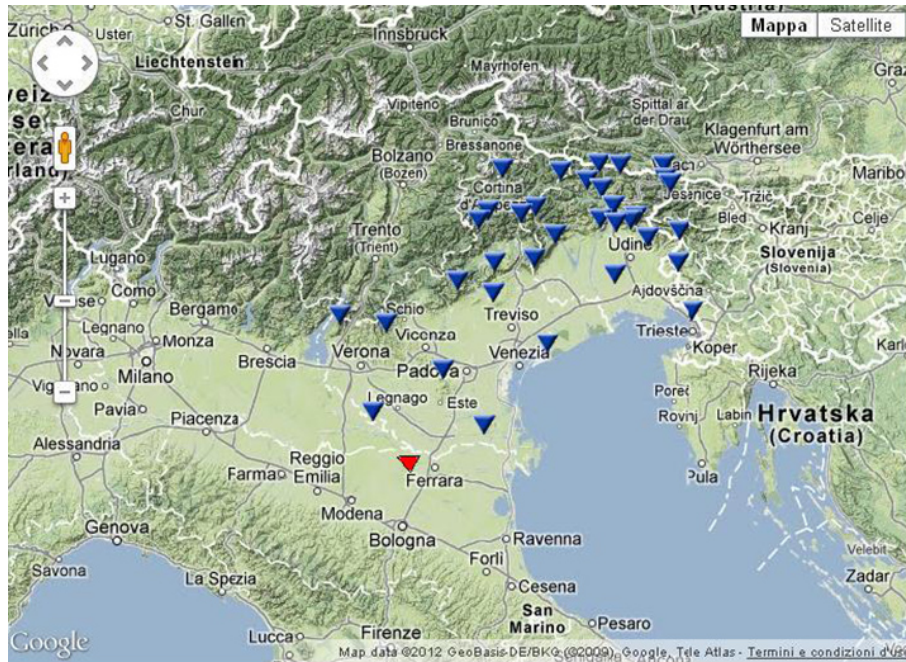 (Austria)
Mappa
Satellite
Zürich
St. Gallen
Uster
Innsbruck
Liechtenstein
Mayrhofen
Graz
Chur
Vipiteno
Spittal an
der Drau
Brunico
Klagenfurt am
Wörthersee
Bressanone
Bolzano
(Bozen)
Maribo
Cortina
Jesenice
Tržič
Bled
Kranj
Celje
Trento
(Trient)
Udine
Slovenija
(Slovenia)
Lugano
Como
Bergamo
Schio
Treviso
Ajdovščna
Legnano
Monza
Vicenza
Trieste
Koper
Novara
Brescia
Verona
Venezia
Milano
Padova
Rijeka
Pavia
Legnago
Este
Poreč
Piacenza
Rovinj
Labin
Hrvatska
(Croatia)
Alessandria
Reggio
Emilia
Parma
Ferrara
Pula
Modena
Genova
Bologna
Ravenna
Forlì
Velebit
Savona
La Spezia
Cesena
Zadar
San
Marino
Pesaro
Google
Lucca
Firenze
Map data ©2012 GeoBasis-DE/BKG (©2009), Google, Tele Atlas - Termini e condizioni d'uso